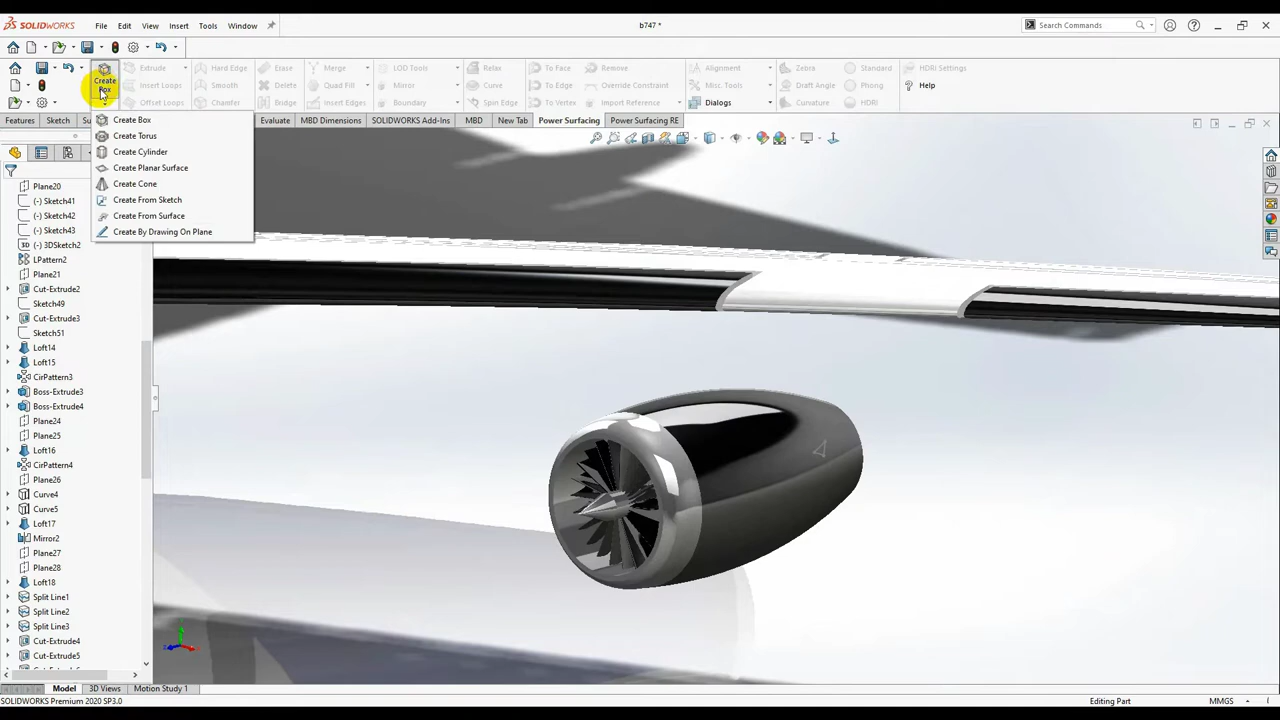 SOLIDWORKS File Edit View Insert Tools Window b747 * Search Commands
Create Box Extrude Hard Edge Erase Merge LOD Tools Relax To Face Remove Alignment Zebra Standard HDRI Settings
Insert Loops Smooth Delete Quad Fill Mirror Curve To Edge Override Constraint Misc. Tools Draft Angle Rainbow Help
Offset Loops Chamfer Bridge Insert Edges Boundary Spin Edge To Vertex Import Reference Dialogs Curvature HDRI
Features Sketch Su Evaluate MBD Dimensions SOLIDWORKS Add-Ins MBD New Tab Power Surfacing Power Surfacing RE
Create Box
Create Torus
Create Cylinder
Create Planar Surface
Create Cone
Create From Sketch
Create From Surface
Create By Drawing On Plane
Plane20
(-) Sketch41
(-) Sketch42
(-) Sketch43
(-) 3DSketch2
LPattern2
Plane21
Cut-Extrude2
Sketch49
Cut-Extrude3
Sketch51
Loft14
Loft15
CirPattern3
Boss-Extrude3
Boss-Extrude4
Plane24
Plane25
Loft16
CirPattern4
Plane26
Curve4
Curve5
Loft17
Mirror2
Plane27
Plane28
Loft18
Split Line1
Split Line2
Split Line3
Cut-Extrude4
Cut-Extrude5
Model 3D Views Motion Study 1
SOLIDWORKS Premium 2020 SP3.0 Editing Part MMGS